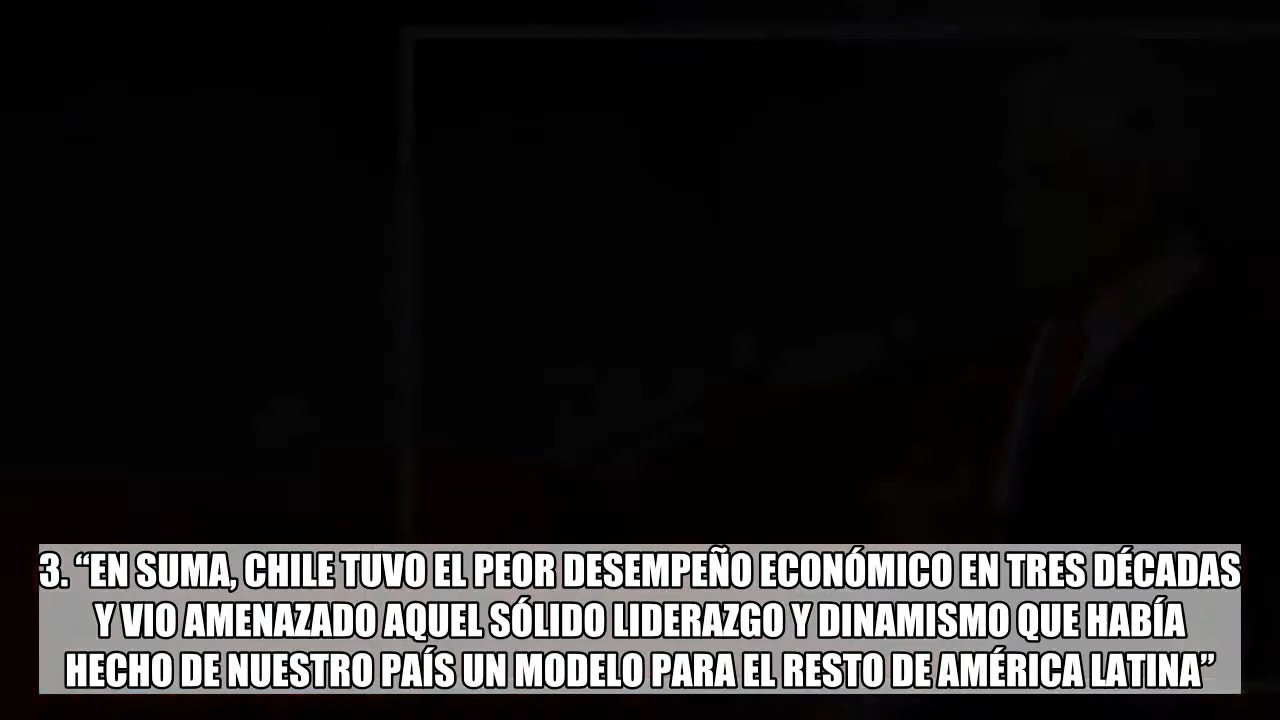 3. “EN SUMA, CHILE TUVO EL PEOR DESEMPEÑO ECONÓMICO EN TRES DÉCADAS
Y VIO AMENAZADO AQUEL SÓLIDO LIDERAZGO Y DINAMISMO QUE HABÍA
HECHO DE NUESTRO PAÍS UN MODELO PARA EL RESTO DE AMÉRICA LATINA”